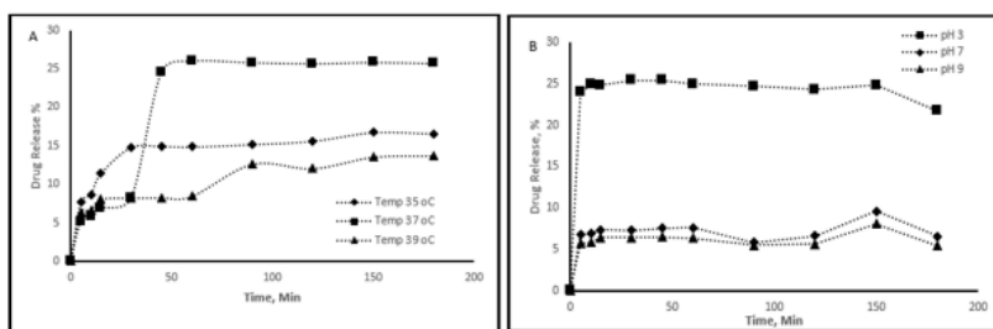 A
Drug Release %
30
25
20
15
10
5
0
0
50
100
150
200
Time, Min
Temp 35 oC
Temp 37 oC
Temp 39 oC
B
Drug Release, %
30
25
20
15
10
5
0
0
50
100
150
200
Time, Min
pH 3
pH 7
pH 9